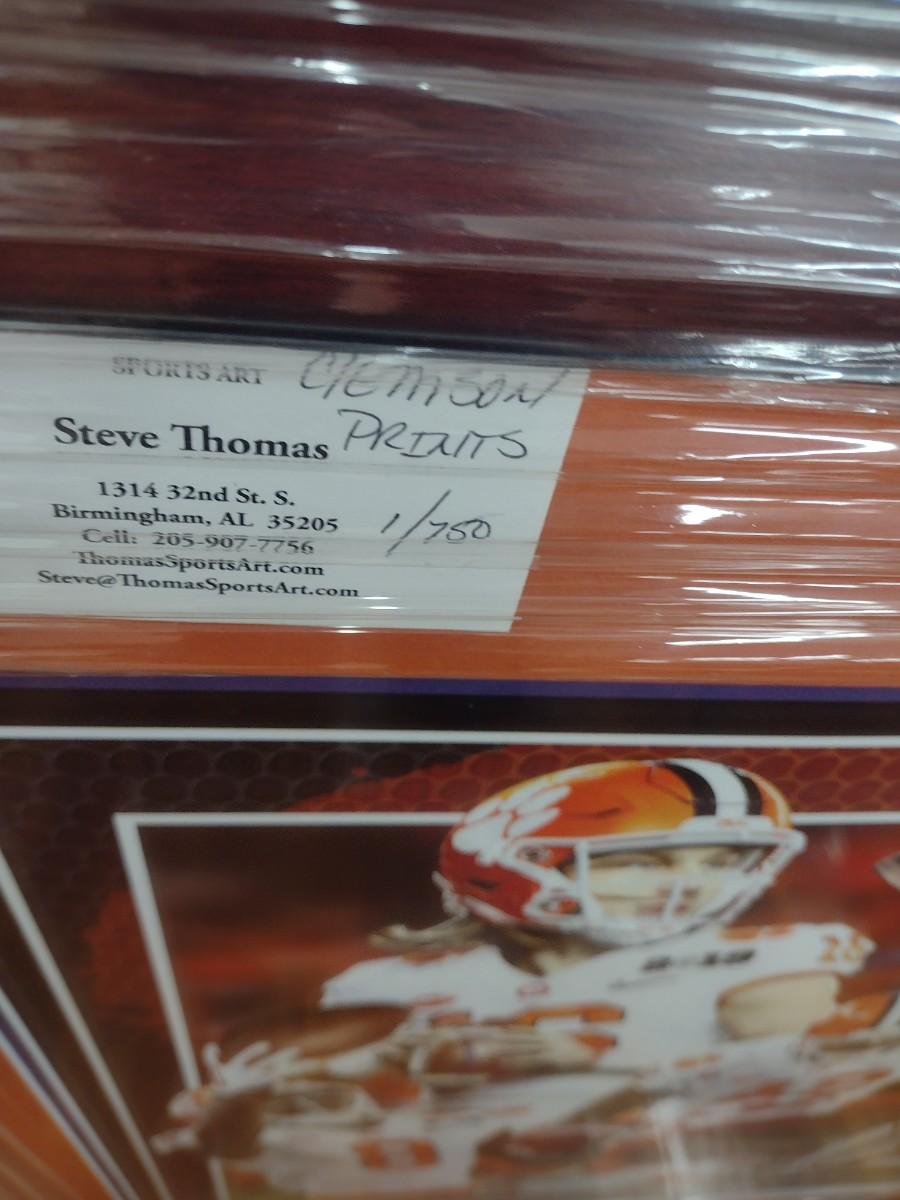 SPORTS ART
Clemson
Steve Thomas
PRINTS
1314 32nd St. S.
Birmingham, AL 35205
1/750
Cell: 205-907-7756
ThomasSportsArt.com
Steve@ThomasSportsArt.com